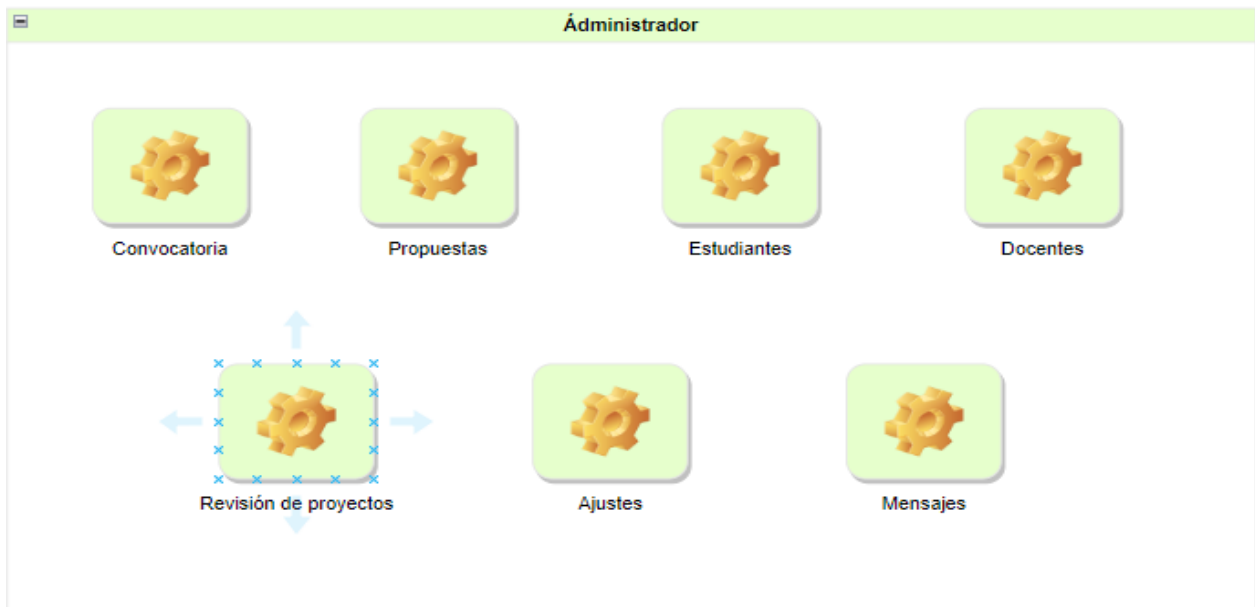 Ádministrador
Convocatoria
Propuestas
Estudiantes
Docentes
Revisión de proyectos
Ajustes
Mensajes